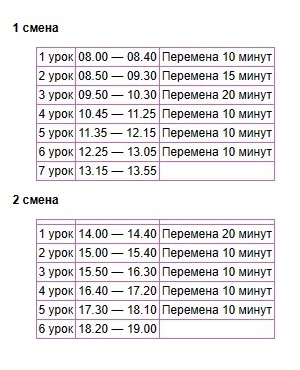 1 смена
1 урок 08.00 — 08.40 Перемена 10 минут
2 урок 08.50 — 09.30 Перемена 15 минут
3 урок 09.50 — 10.30 Перемена 20 минут
4 урок 10.45 — 11.25 Перемена 10 минут
5 урок 11.35 — 12.15 Перемена 10 минут
6 урок 12.25 — 13.05 Перемена 10 минут
7 урок 13.15 — 13.55
2 смена
1 урок 14.00 — 14.40 Перемена 20 минут
2 урок 15.00 — 15.40 Перемена 10 минут
3 урок 15.50 — 16.30 Перемена 10 минут
4 урок 16.40 — 17.20 Перемена 10 минут
5 урок 17.30 — 18.10 Перемена 10 минут
6 урок 18.20 — 19.00